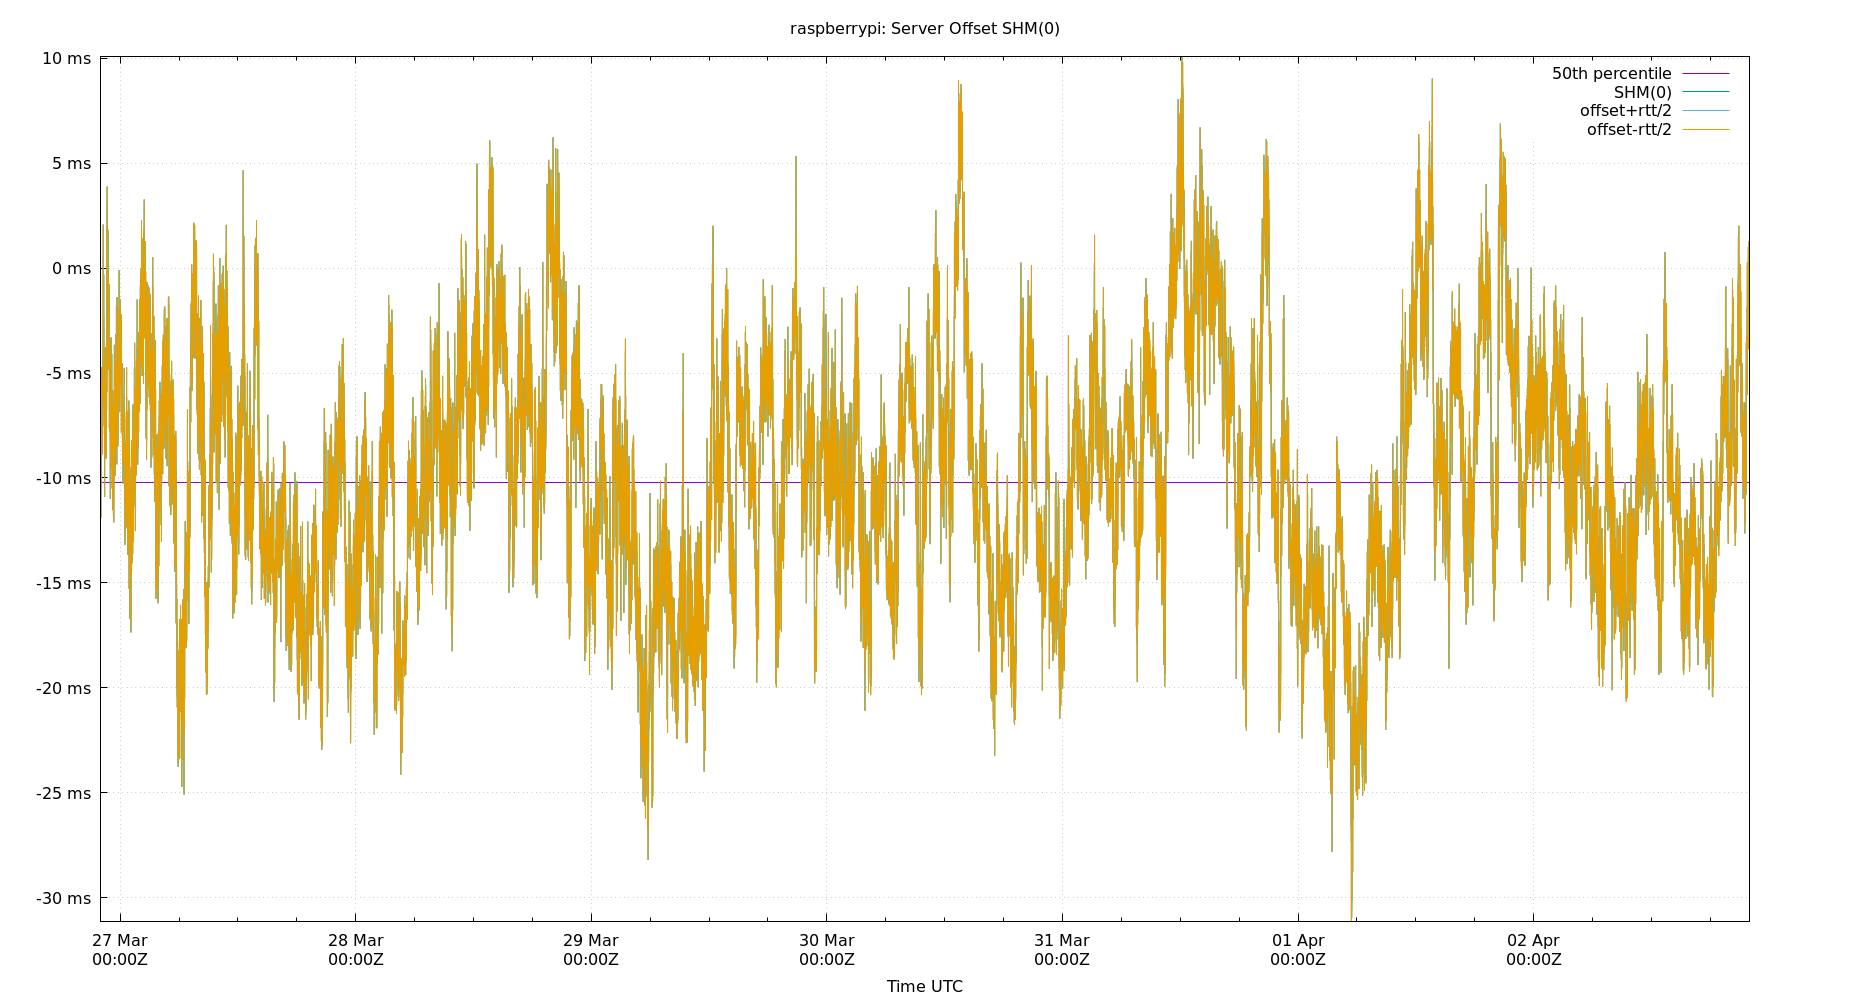 raspberrypi: Server Offset SHM(0)
50th percentile
SHM(0)
offset+rtt/2
offset-rtt/2
10 ms
5 ms
0 ms
-5 ms
-10 ms
-15 ms
-20 ms
-25 ms
-30 ms
27 Mar 28 Mar 29 Mar 30 Mar 31 Mar 01 Apr 02 Apr
00:00Z 00:00Z 00:00Z 00:00Z 00:00Z 00:00Z 00:00Z
Time UTC